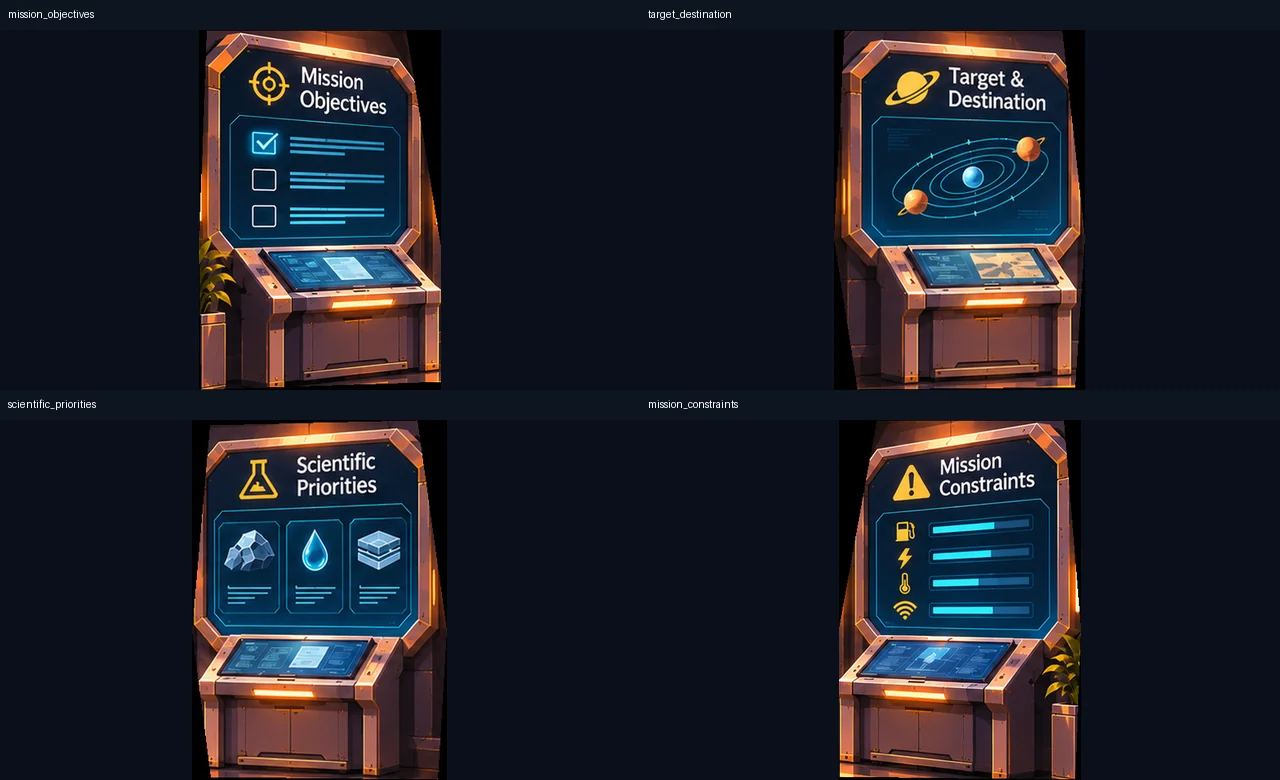 mission_objectives
target_destination
Mission
Objectives
Target &
Destination
scientific_priorities
mission_constraints
Scientific
Priorities
Mission
Constraints